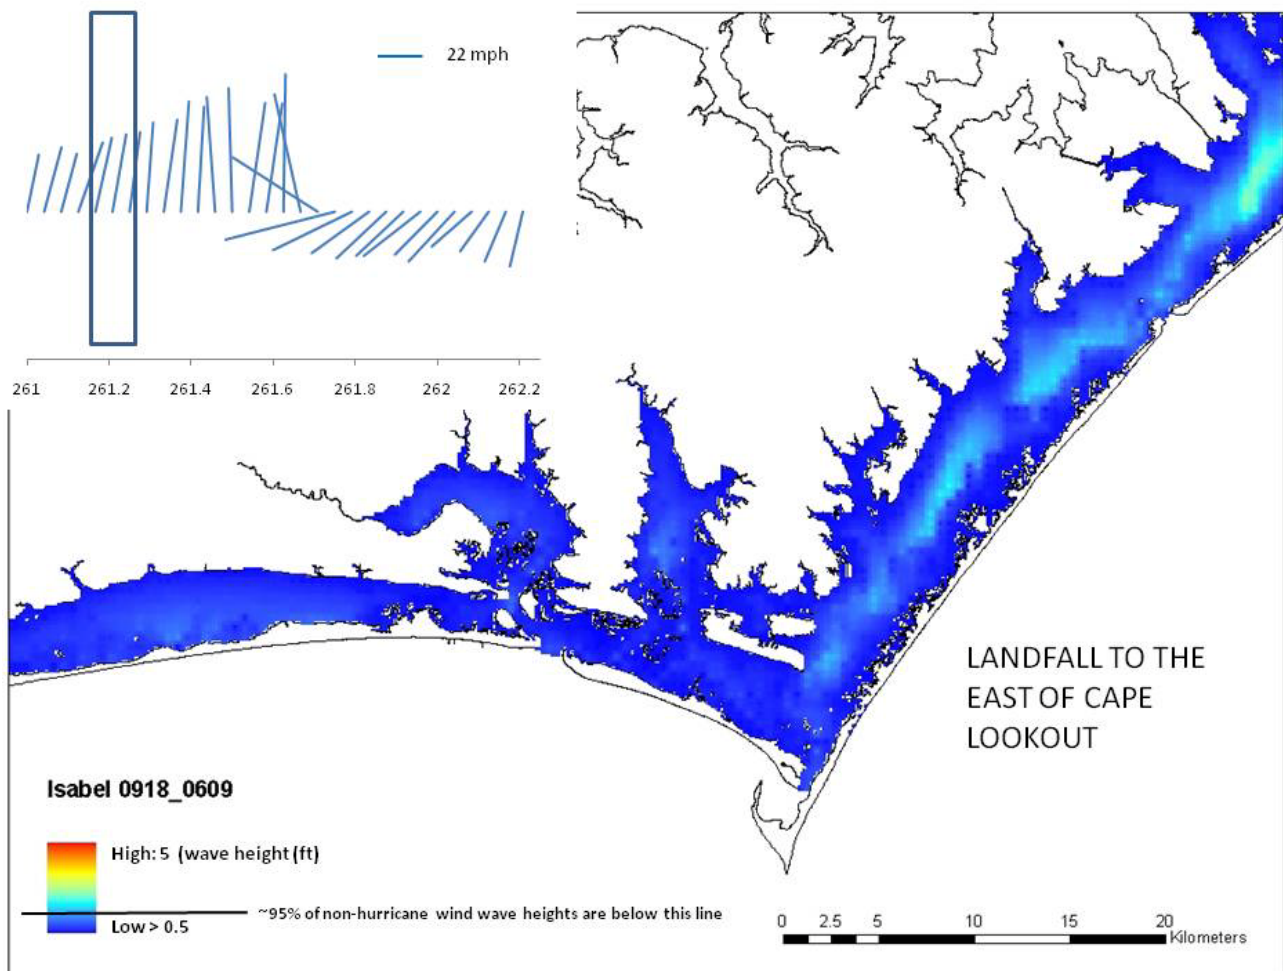 22 mph
261 261.2 261.4 261.6 261.8 262 262.2
LANDFALL TO THE
EAST OF CAPE
LOOKOUT
Isabel 0918_0609
High: 5 (wave height (ft)
~95% of non-hurricane wind wave heights are below this line
Low > 0.5
0 2.5 5 10 15 20
Kilometers